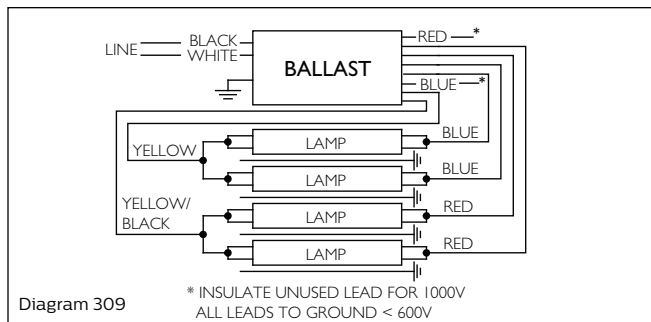 RED *
BLACK
LINE
WHITE
BALLAST
BLUE *
LAMP
BLUE
YELLOW
LAMP
BLUE
YELLOW/
BLACK
LAMP
RED
LAMP
RED
* INSULATE UNUSED LEAD FOR 1000V
ALL LEADS TO GROUND < 600V
Diagram 309